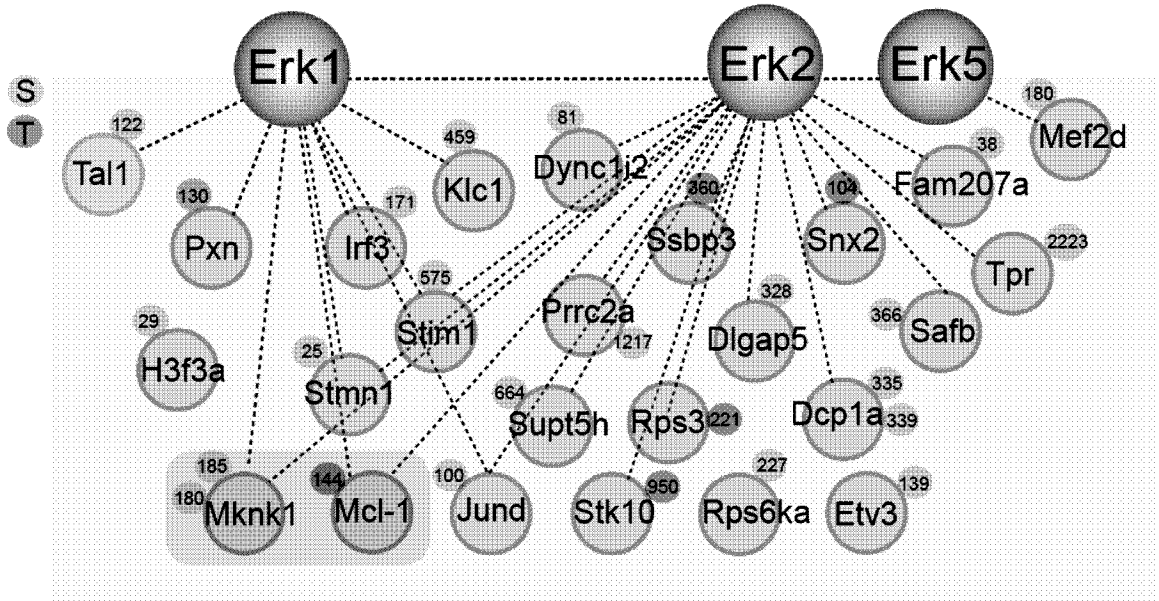 Erk1
Erk2
Erk5
S
T
122
Tal1
459
Klc1
81
Dync1i2
180
Mef2d
38
Fam207a
130
Pxn
171
Irf3
360
Ssbp3
104
Snx2
2223
Tpr
575
Stim1
Prrc2a
1217
328
Dlgap5
366
Safb
29
H3f3a
25
Stmn1
664
Supt5h
Rps3
221
Dcp1a
335
339
185
180
Mknk1
144
Mcl-1
100
Jund
Stk10
950
227
Rps6ka
139
Etv3